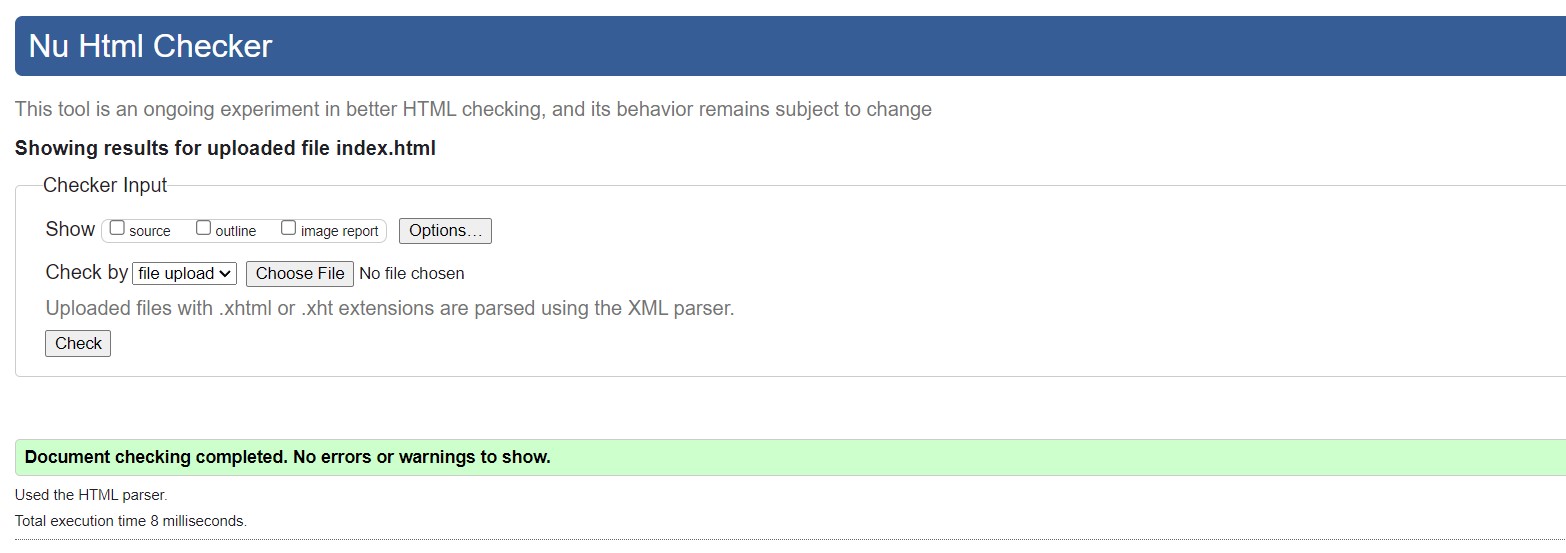 Nu Html Checker
This tool is an ongoing experiment in better HTML checking, and its behavior remains subject to change
Showing results for uploaded file index.html
Checker Input
Show source outline image report Options…
Check by file upload Choose File No file chosen
Uploaded files with .xhtml or .xht extensions are parsed using the XML parser.
Check
Document checking completed. No errors or warnings to show.
Used the HTML parser.
Total execution time 8 milliseconds.